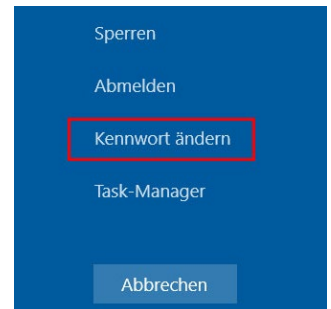 Sperren
Abmelden
Kennwort ändern
Task-Manager
Abbrechen